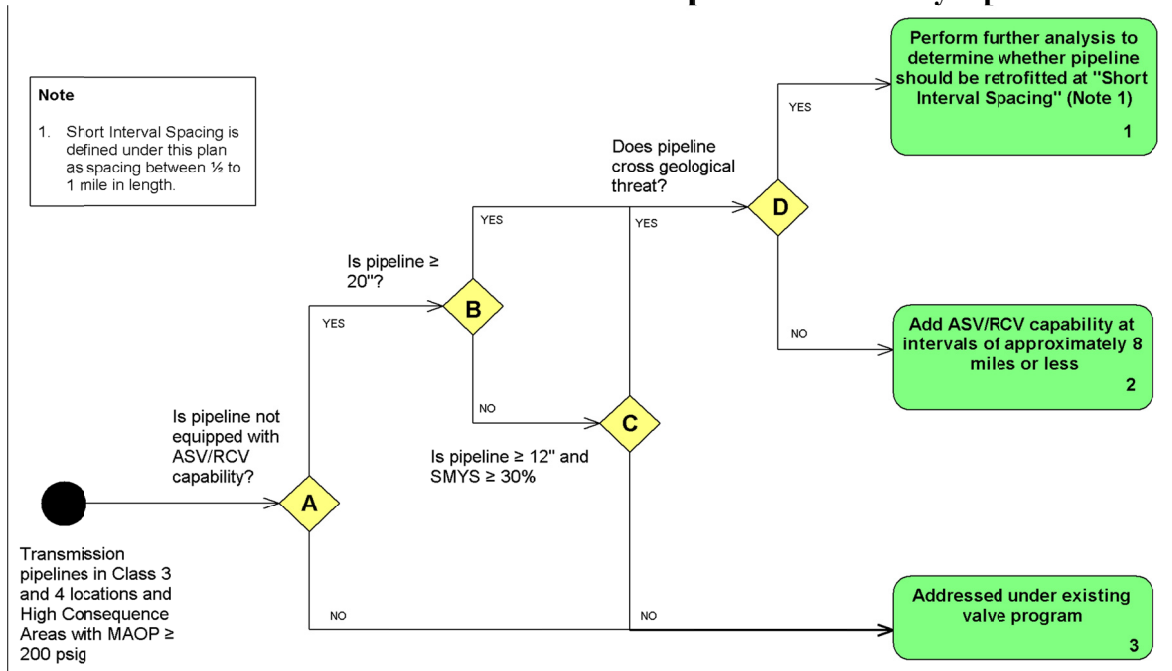 Note
1. Short Interval Spacing is
defined under this plan
as spacing between ½ to
1 mile in length.
Perform further analysis to
determine whether pipeline
should be retrofitted at "Short
Interval Spacing" (Note 1)
1
YES
Does pipeline
cross geological
threat?
D
YES
YES
Is pipeline ≥
20"?
B
YES
NO
Add ASV/RCV capability at
intervals of approximately 8
miles or less
2
NO
C
Is pipeline not
equipped with
ASV/RCV
capability?
Is pipeline ≥ 12" and
SMYS ≥ 30%
A
Transmission
pipelines in Class 3
and 4 locations and
High Consequence
Areas with MAOP ≥
200 psig
NO
NO
Addressed under existing
valve program
3